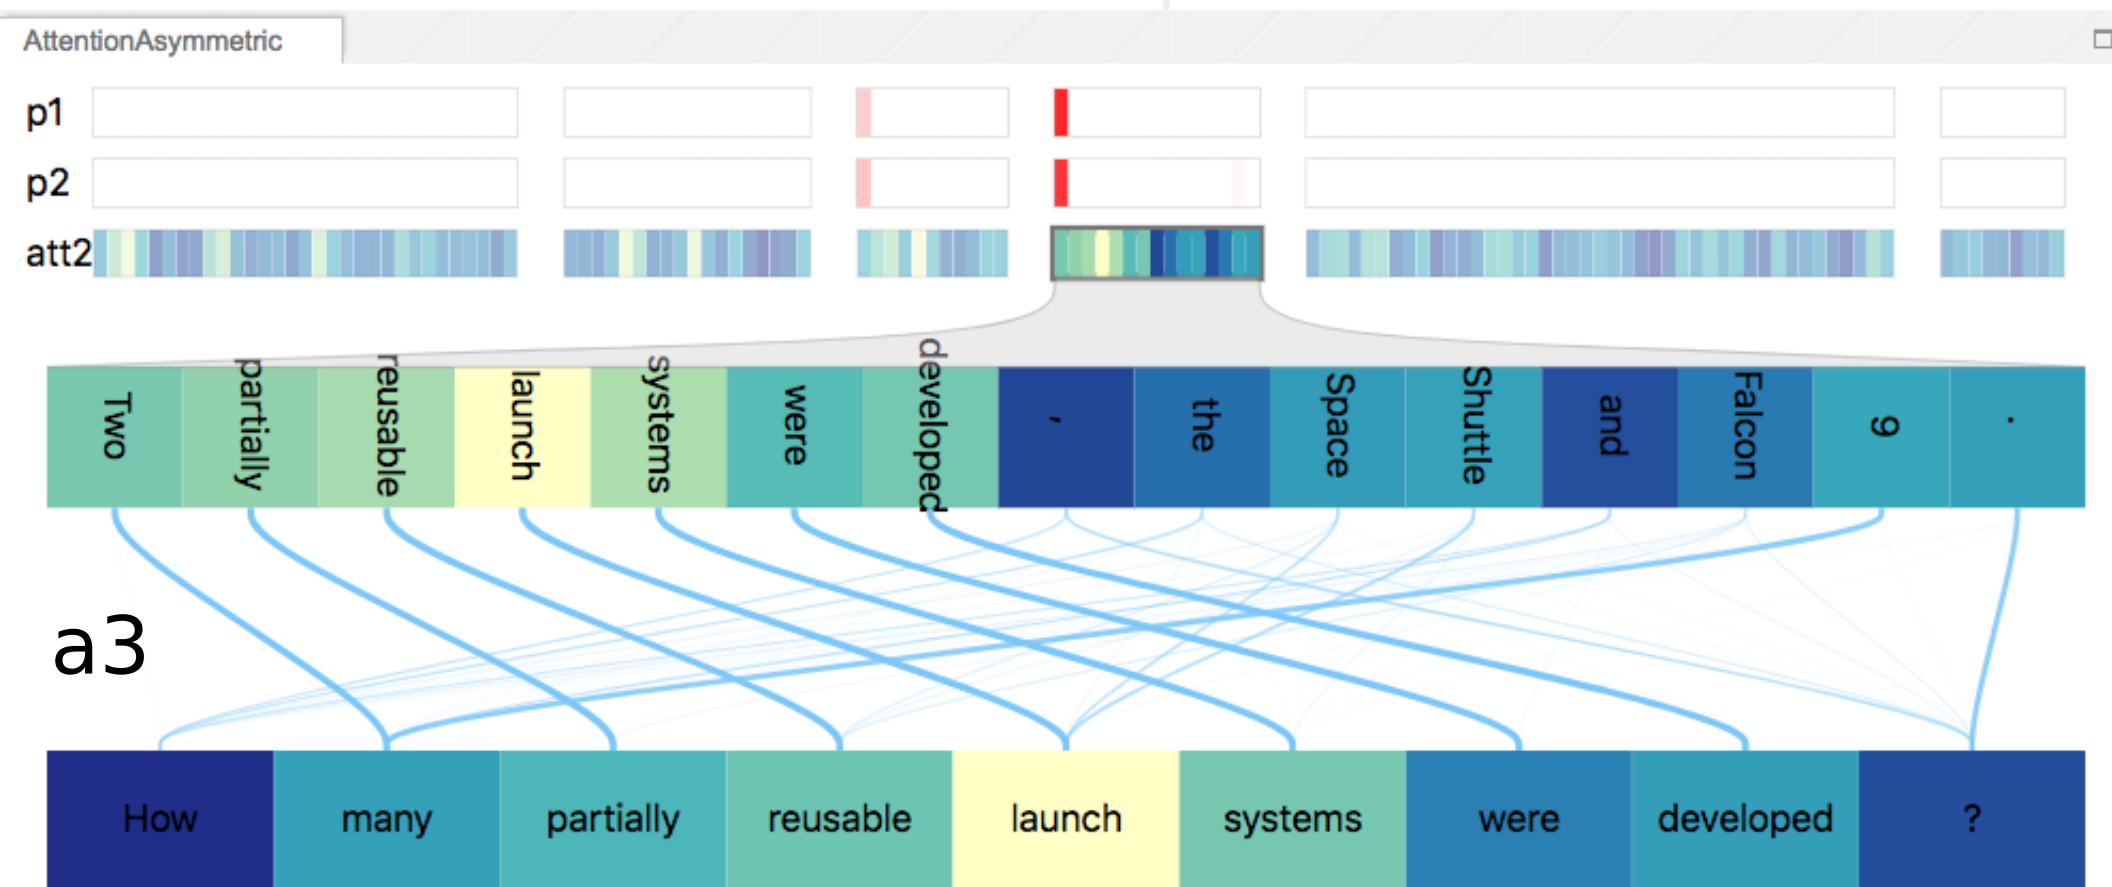 AttentionAsymmetric
p1
p2
att2
Two partially reusable launch systems were developed , the Space Shuttle and Falcon 9 .
a3
How many partially reusable launch systems were developed ?